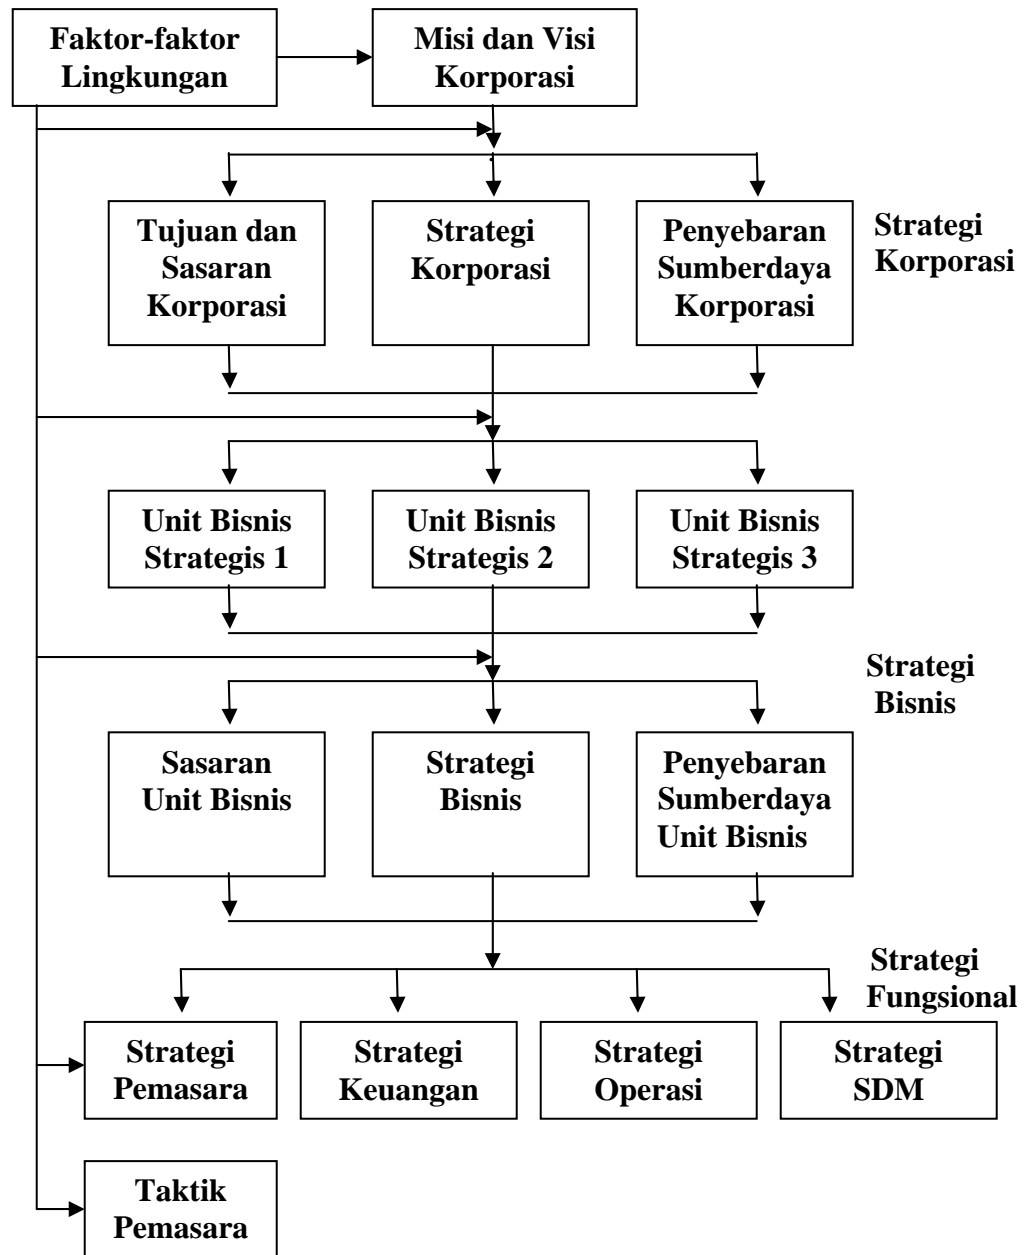 Faktor-faktor
Lingkungan
Misi dan Visi
Korporasi
Tujuan dan
Sasaran
Korporasi
Strategi
Korporasi
Penyebaran
Sumberdaya
Korporasi
Strategi
Korporasi
Unit Bisnis
Strategis 1
Unit Bisnis
Strategis 2
Unit Bisnis
Strategis 3
Strategi
Bisnis
Sasaran
Unit Bisnis
Strategi
Bisnis
Penyebaran
Sumberdaya
Unit Bisnis
Strategi
Fungsional
Strategi
Pemasara
Strategi
Keuangan
Strategi
Operasi
Strategi
SDM
Taktik
Pemasara